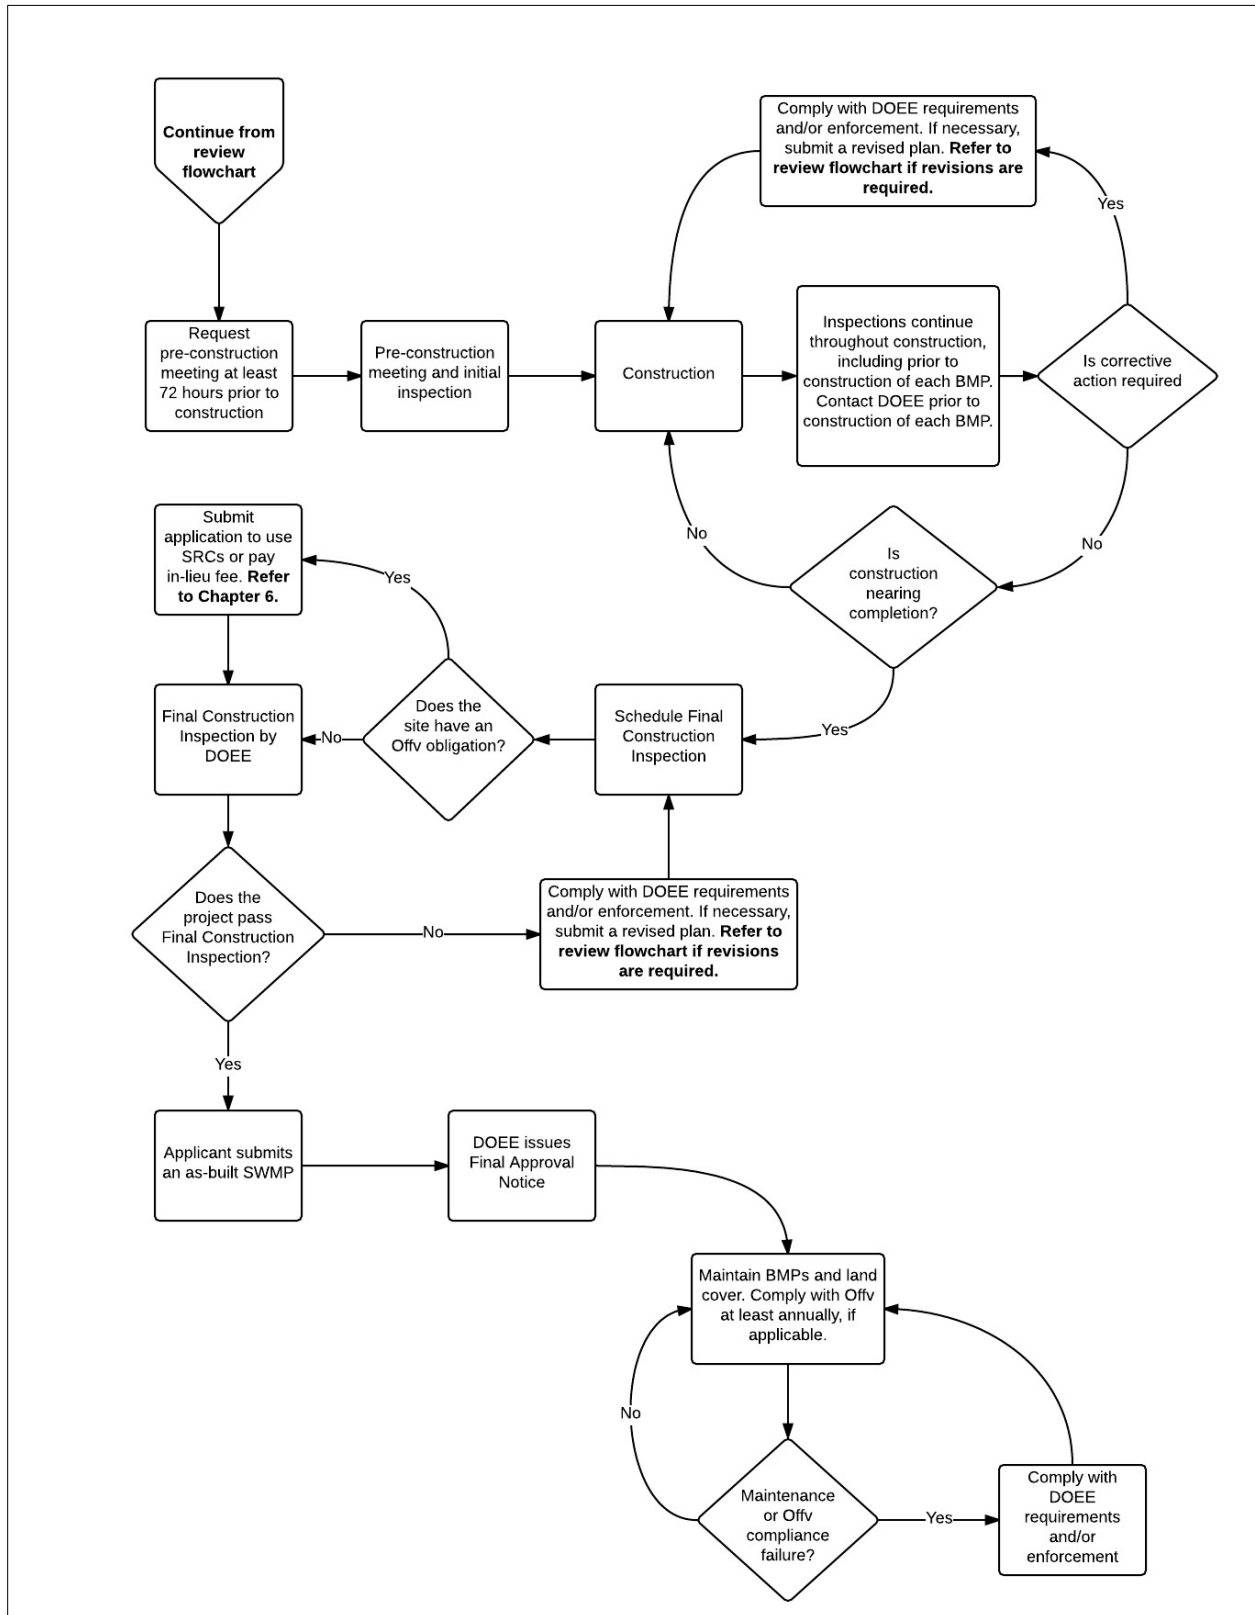 Continue from
review
flowchart
Comply with DOEE requirements
and/or enforcement. If necessary,
submit a revised plan. Refer to
review flowchart if revisions are
required.
Yes
Request
pre-construction
meeting at least
72 hours prior to
construction
Pre-construction
meeting and initial
inspection
Construction
Inspections continue
throughout construction,
including prior to
construction of each BMP.
Contact DOEE prior to
construction of each BMP.
Is corrective
action required
No
Is
construction
nearing
completion?
No
Yes
Submit
application to use
SRCs or pay
in-lieu fee. Refer
to Chapter 6.
Yes
Final Construction
Inspection by
DOEE
No
Does the
site have an
Offv obligation?
Schedule Final
Construction
Inspection
Does the
project pass
Final Construction
Inspection?
No
Comply with DOEE requirements
and/or enforcement. If necessary,
submit a revised plan. Refer to
review flowchart if revisions
are required.
Yes
Applicant submits
an as-built SWMP
DOEE issues
Final Approval
Notice
Maintain BMPs and land
cover. Comply with Offv
at least annually, if
applicable.
No
Maintenance
or Offv
compliance
failure?
Yes
Comply with
DOEE
requirements
and/or
enforcement